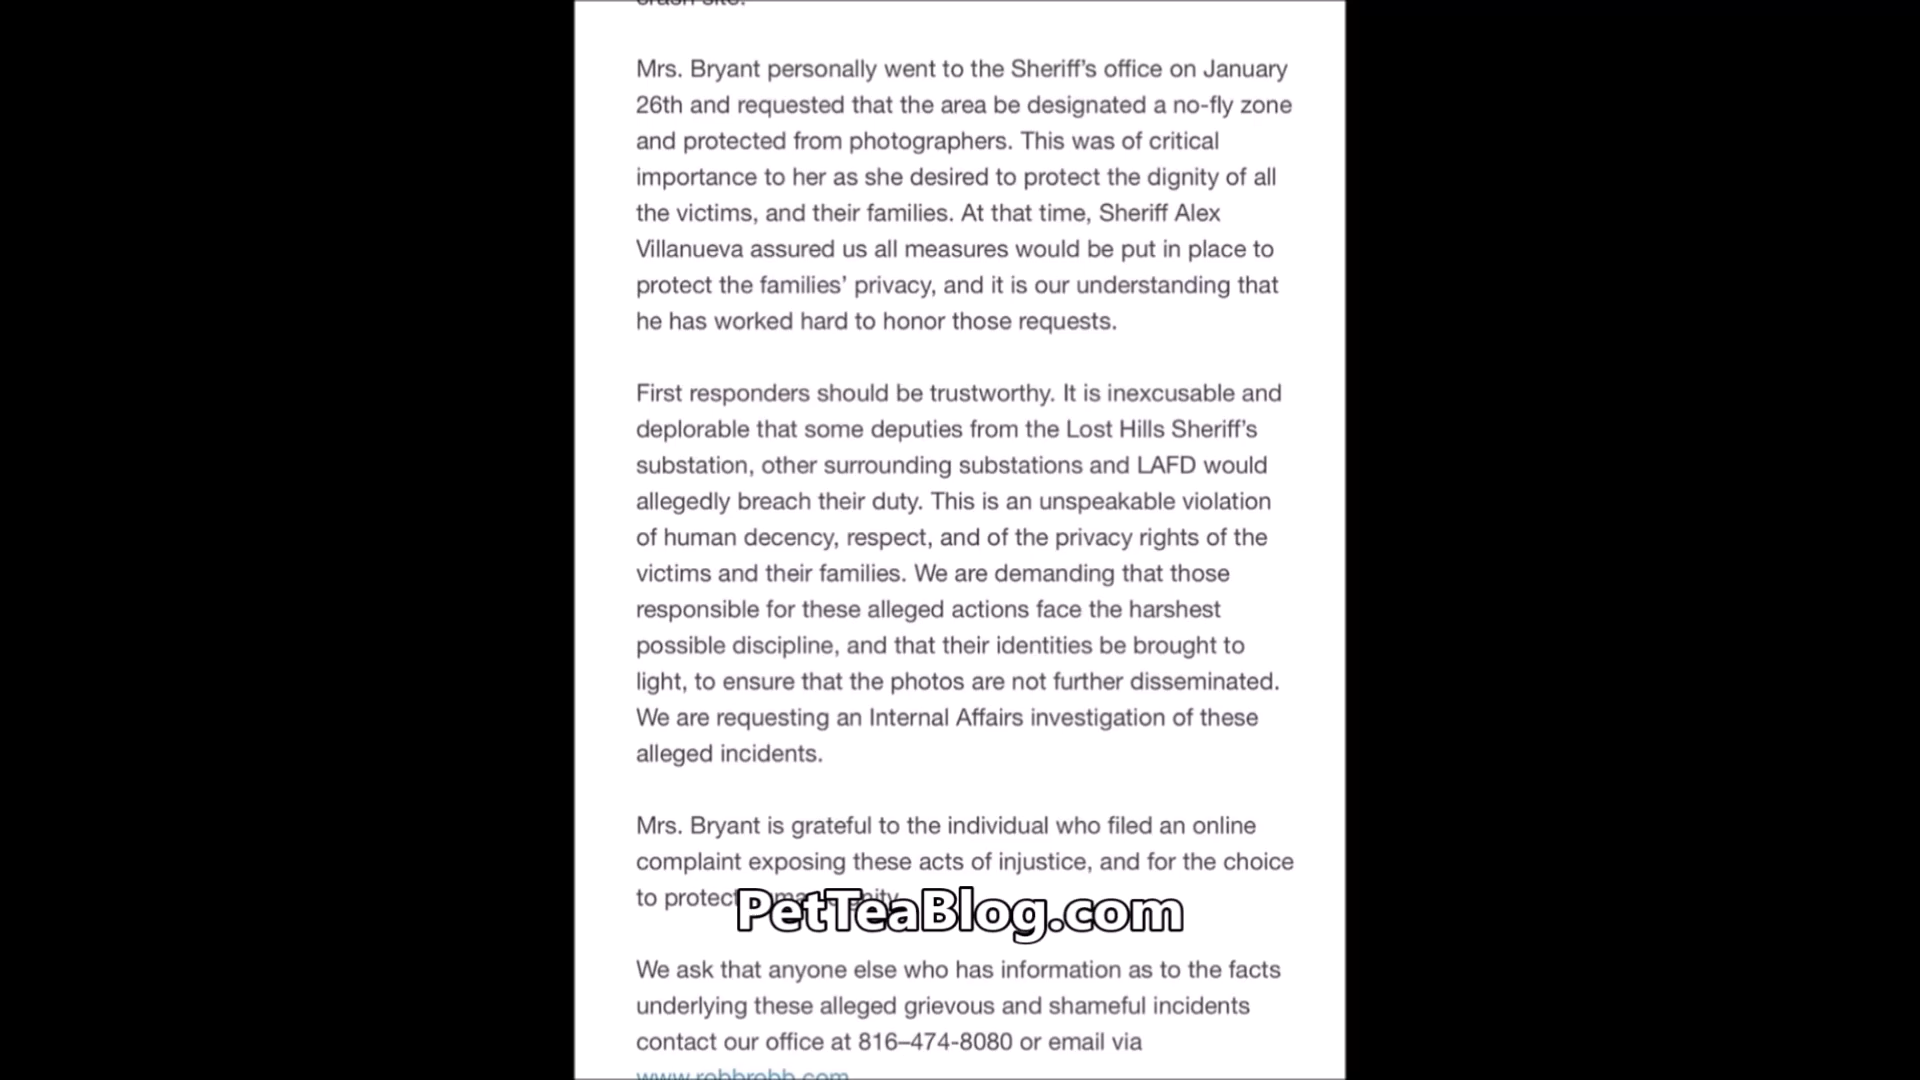 crash site.
Mrs. Bryant personally went to the Sheriff’s office on January
26th and requested that the area be designated a no-fly zone
and protected from photographers. This was of critical
importance to her as she desired to protect the dignity of all
the victims, and their families. At that time, Sheriff Alex
Villanueva assured us all measures would be put in place to
protect the families’ privacy, and it is our understanding that
he has worked hard to honor those requests.
First responders should be trustworthy. It is inexcusable and
deplorable that some deputies from the Lost Hills Sheriff’s
substation, other surrounding substations and LAFD would
allegedly breach their duty. This is an unspeakable violation
of human decency, respect, and of the privacy rights of the
victims and their families. We are demanding that those
responsible for these alleged actions face the harshest
possible discipline, and that their identities be brought to
light, to ensure that the photos are not further disseminated.
We are requesting an Internal Affairs investigation of these
alleged incidents.
Mrs. Bryant is grateful to the individual who filed an online
complaint exposing these acts of injustice, and for the choice
to protect
PetTeaBlog.com
We ask that anyone else who has information as to the facts
underlying these alleged grievous and shameful incidents
contact our office at 816–474-8080 or email via
www.robbrobb.com